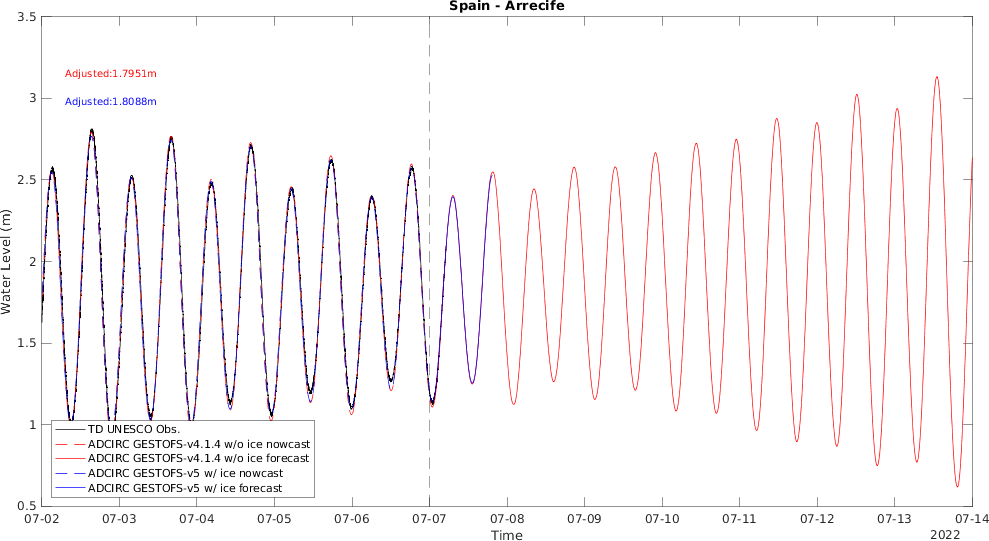 Spain - Arrecife
3.5
Adjusted:1.7951m
3
Adjusted:1.8088m
2.5
2
Water Level (m)
1.5
1
TD UNESCO Obs.
ADCIRC GESTOFS-v4.1.4 w/o ice nowcast
ADCIRC GESTOFS-v4.1.4 w/o ice forecast
ADCIRC GESTOFS-v5 w/ ice nowcast
ADCIRC GESTOFS-v5 w/ ice forecast
0.5
07-02 07-03 07-04 07-05 07-06 07-07 07-08 07-09 07-10 07-11 07-12 07-13 07-14
Time
2022